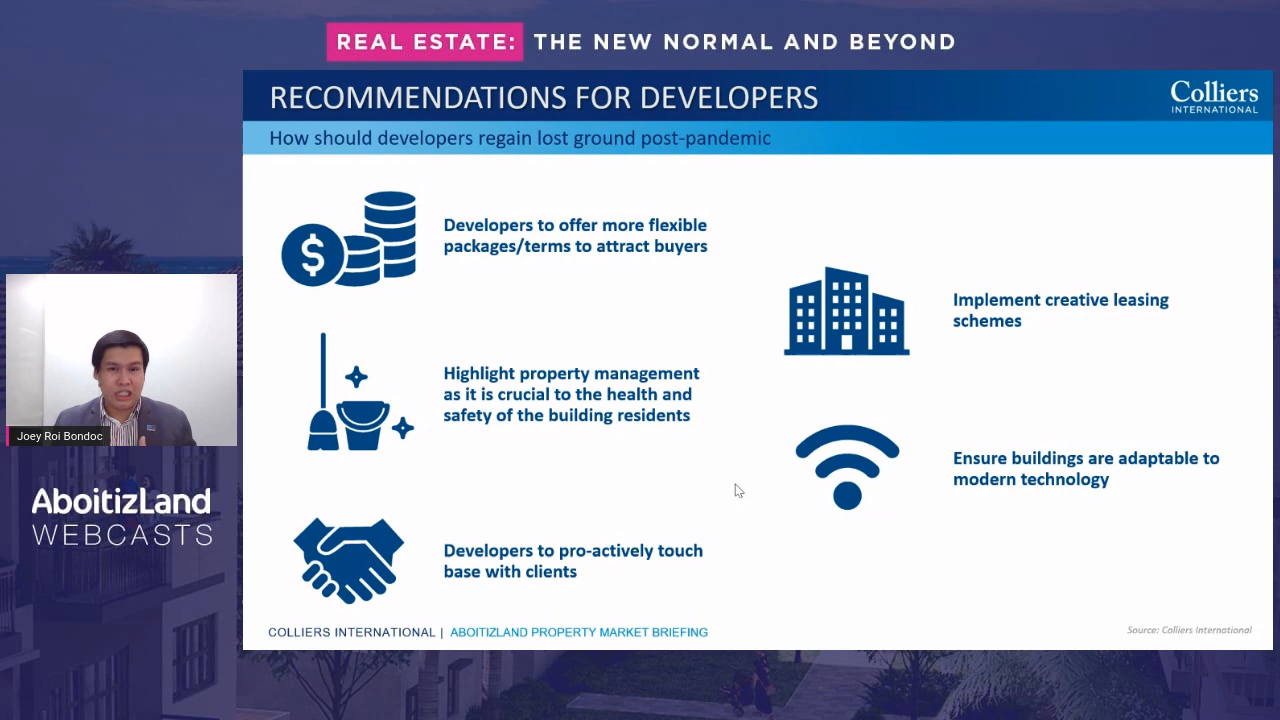 REAL ESTATE: THE NEW NORMAL AND BEYOND
RECOMMENDATIONS FOR DEVELOPERS
Colliers
INTERNATIONAL
How should developers regain lost ground post-pandemic
$
Developers to offer more flexible
packages/terms to attract buyers
Highlight property management
as it is crucial to the health and
safety of the building residents
Developers to pro-actively touch
base with clients
Implement creative leasing
schemes
Ensure buildings are adaptable to
modern technology
COLLIERS INTERNATIONAL | ABOITIZLAND PROPERTY MARKET BRIEFING
Source: Colliers International
Joey Roi Bondoc
AboitizLand
WEBCASTS